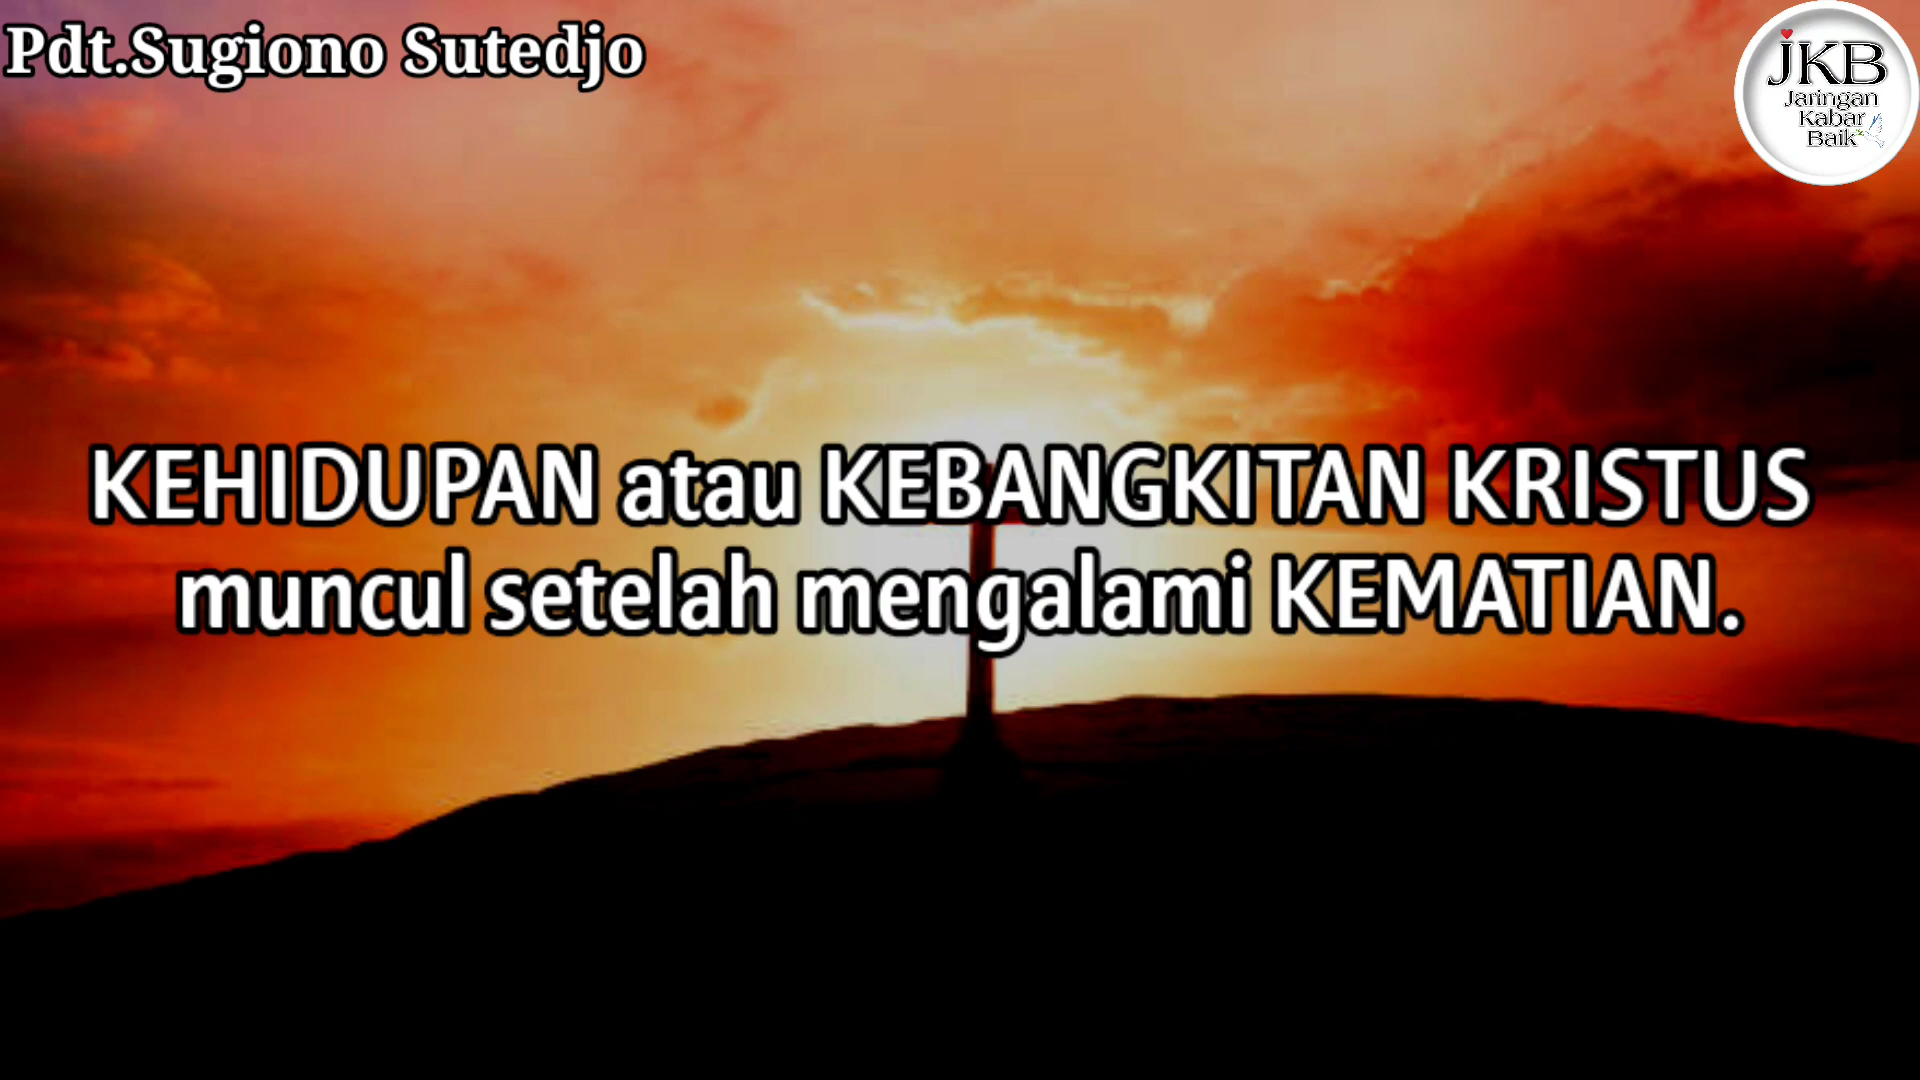 Pdt.Sugiono Sutedjo
JKB
Jaringan
Kabar
Baik
KEHIDUPAN atau KEBANGKITAN KRISTUS
muncul setelah mengalami KEMATIAN.